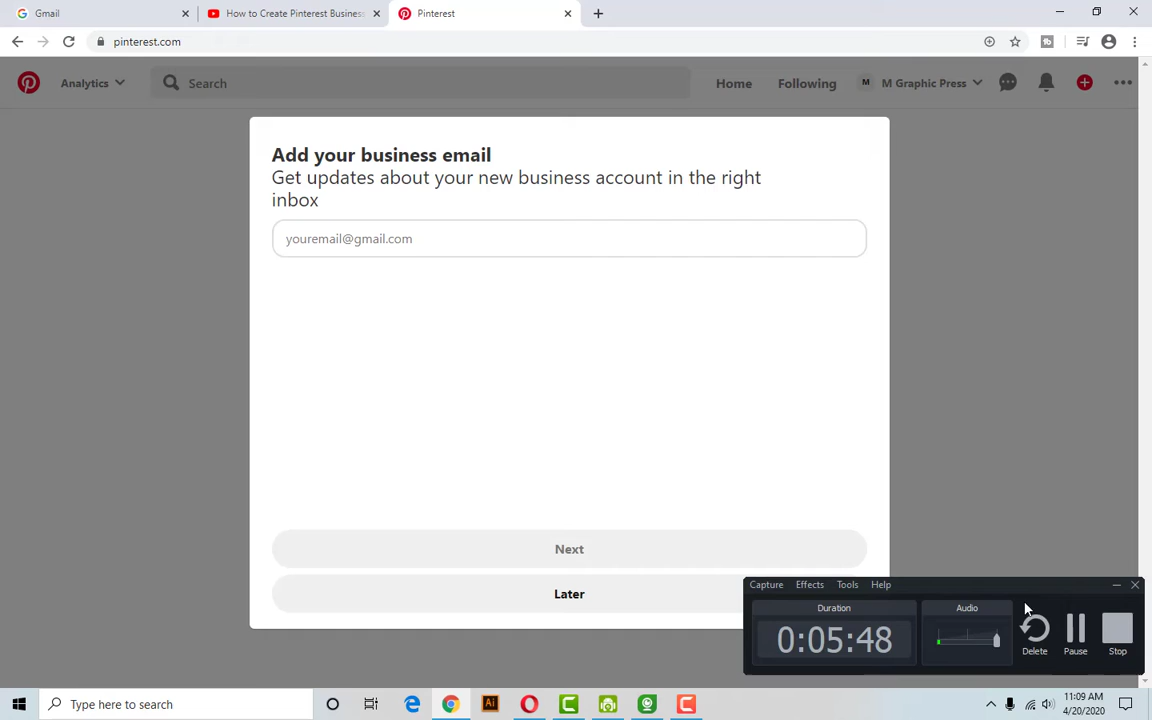 Gmail
How to Create Pinterest Business
Pinterest
pinterest.com
Analytics
Search
Home
Following
M
M Graphic Press
Add your business email
Get updates about your new business account in the right
inbox
youremail@gmail.com
Next
Later
Capture
Effects
Tools
Help
Duration
Audio
0:05:48
Delete
Pause
Stop
Type here to search
Ai
11:09 AM
4/20/2020